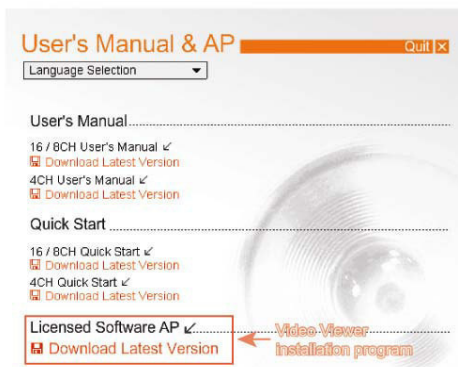 User's Manual & AP
Quit
Language Selection
User's Manual
16 / 8CH User's Manual
Download Latest Version
4CH User's Manual
Download Latest Version
Quick Start
16 / 8CH Quick Start
Download Latest Version
4CH Quick Start
Download Latest Version
Licensed Software AP
Download Latest Version
Video Viewer
installation program